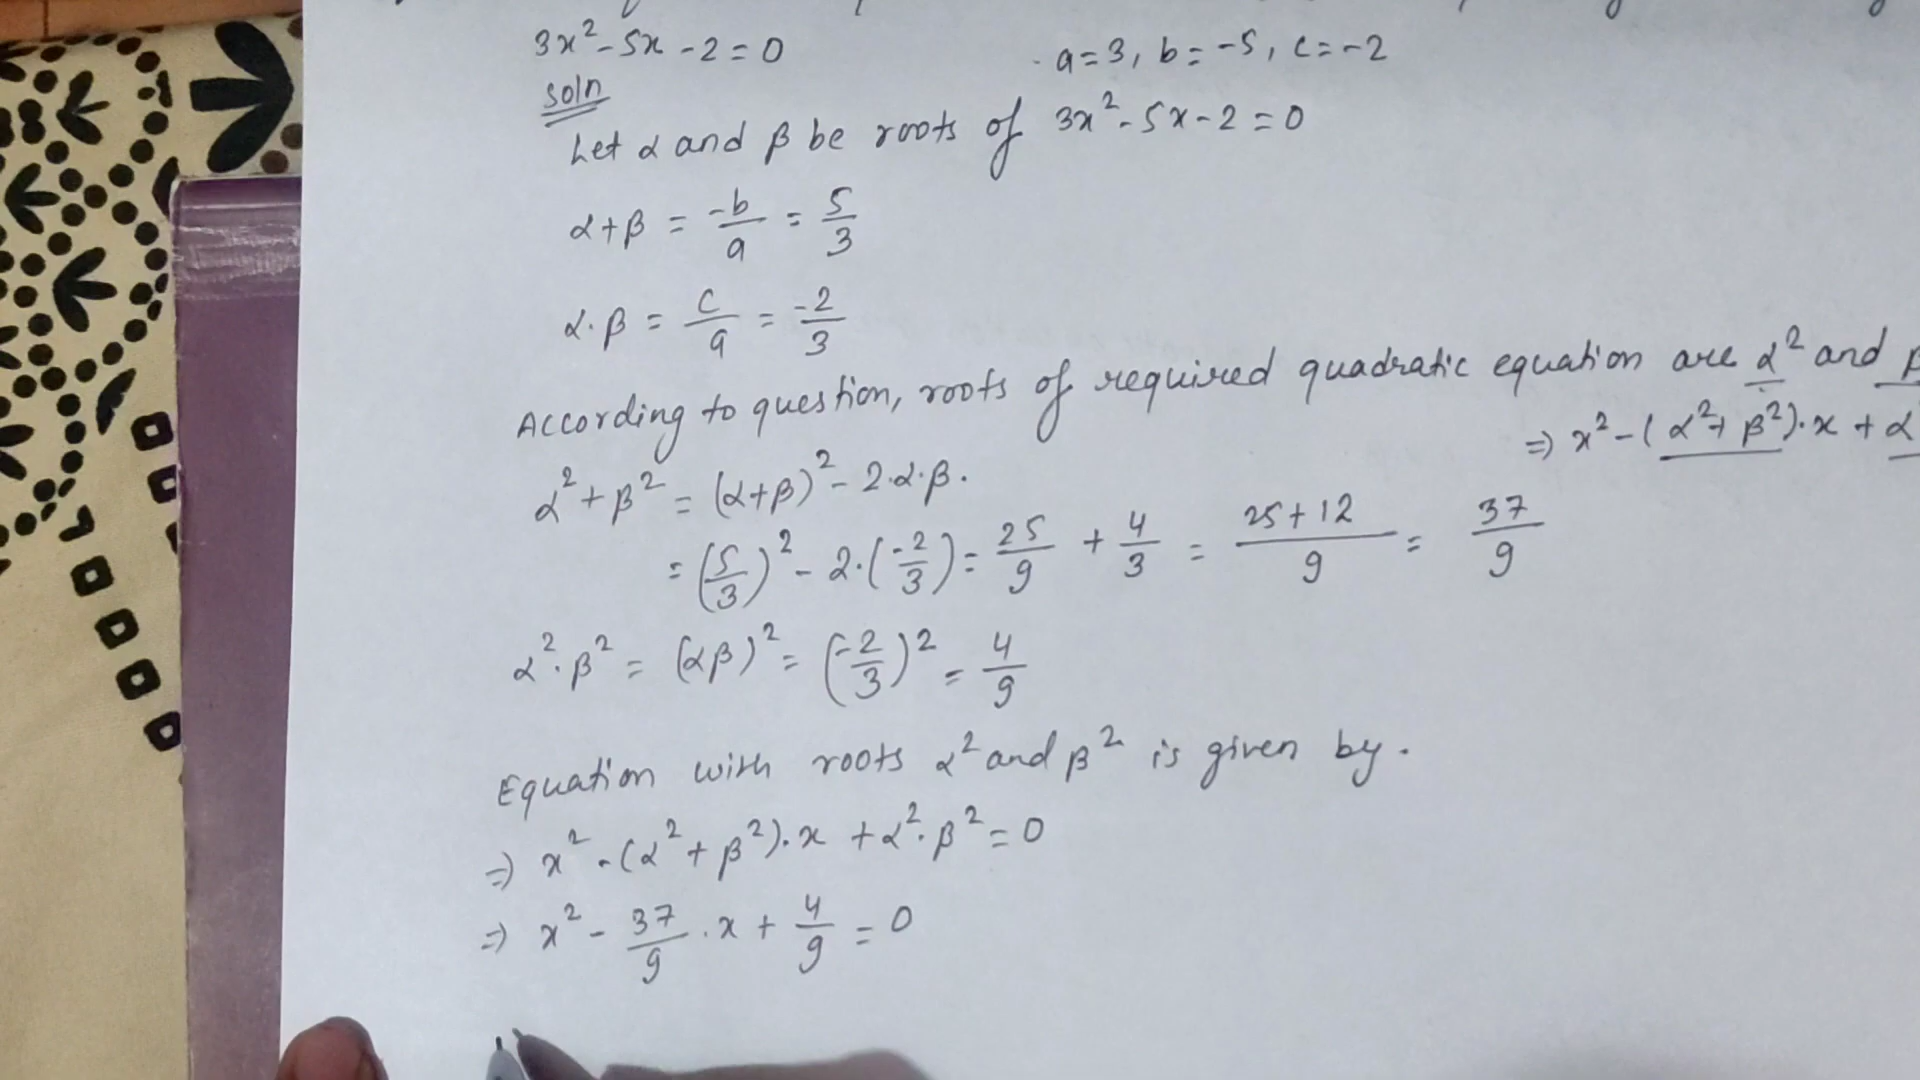 3x² - 5x - 2 = 0
a = 3, b = -5, c = -2
soln
Let α and β be roots of 3x² - 5x - 2 = 0
α + β = -b/a = 5/3
α · β = c/a = -2/3
According to question, roots of required quadratic equation are α² and β
⇒ x² - (α² + β²) · x + α
α² + β² = (α + β)² - 2 · α · β.
= (5/3)² - 2 · (-2/3) = 25/9 + 4/3 = (25 + 12)/9 = 37/9
α² · β² = (αβ)² = (-2/3)² = 4/9
Equation with roots α² and β² is given by.
⇒ x² - (α² + β²) · x + α² · β² = 0
⇒ x² - 37/9 · x + 4/9 = 0